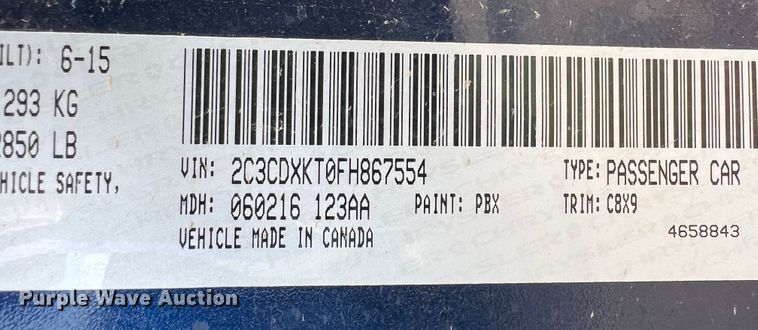 ILT): 6-15
293 KG
2850 LB
HICLE SAFETY,
VIN: 2C3CDXKT0FH867554 TYPE: PASSENGER CAR
MDH: 060216 123AA PAINT: PBX TRIM: C8X9
VEHICLE MADE IN CANADA 4658843
Purple Wave Auction